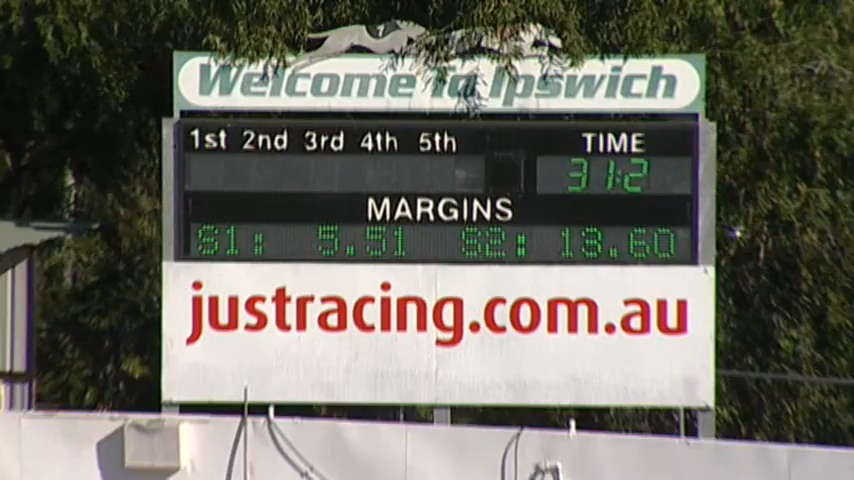 Welcome To Ipswich
1st 2nd 3rd 4th 5th TIME
31:2
MARGINS
S1: 5.51 S2: 18.60
justracing.com.au